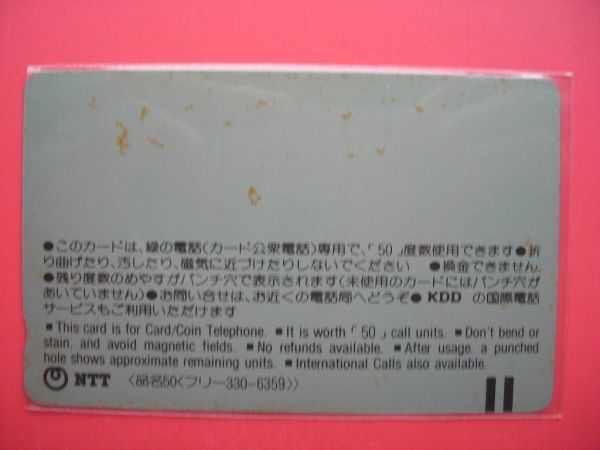 ●このカードは、緑の電話(カード公衆電話)専用で、「50」度数使用できます●折
り曲げたり、汚したり、磁気に近づけたりしないでください ●換金できません
●残り度数のめやすがパンチ穴で表示されます(未使用のカードにはパンチ穴が
あいていません)●お問い合せは、お近くの電話局へどうぞ●KDDの国際電話
サービスもご利用いただけます
■This card is for Card/Coin Telephone. ■It is worth「50」call units. ■Don't bend or
stain, and avoid magnetic fields. ■No refunds available. ■After usage, a punched
hole shows approximate remaining units. ■International Calls also available.
NTT 〈品名50〈フリー330-6359〉〉